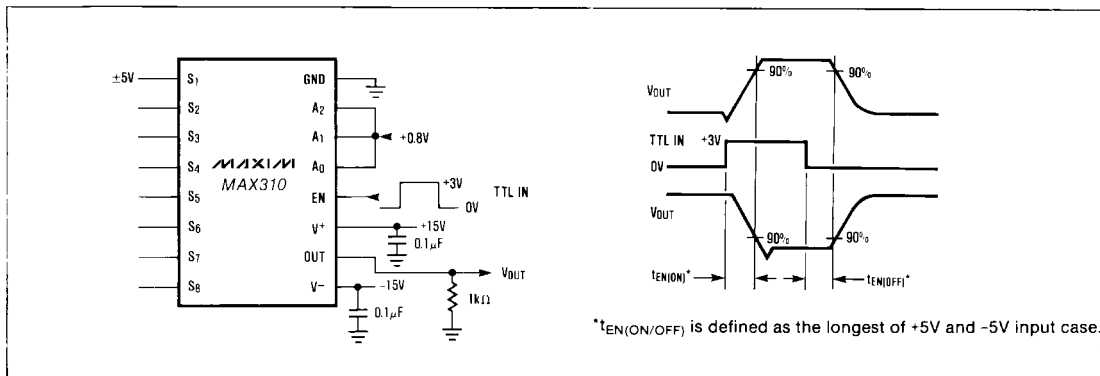 ±5V
S1
S2
S3
S4
S5
S6
S7
S8
MAXIM
MAX310
GND
A2
A1
A0
EN
V+
OUT
V−
+0.8V
+3V
0V
TTL IN
+15V
0.1µF
VOUT
−15V
1kΩ
0.1µF
VOUT
90%
90%
TTL IN +3V
0V
VOUT
90%
90%
tEN(ON)*
tEN(OFF)*
*tEN(ON/OFF) is defined as the longest of +5V and -5V input case.